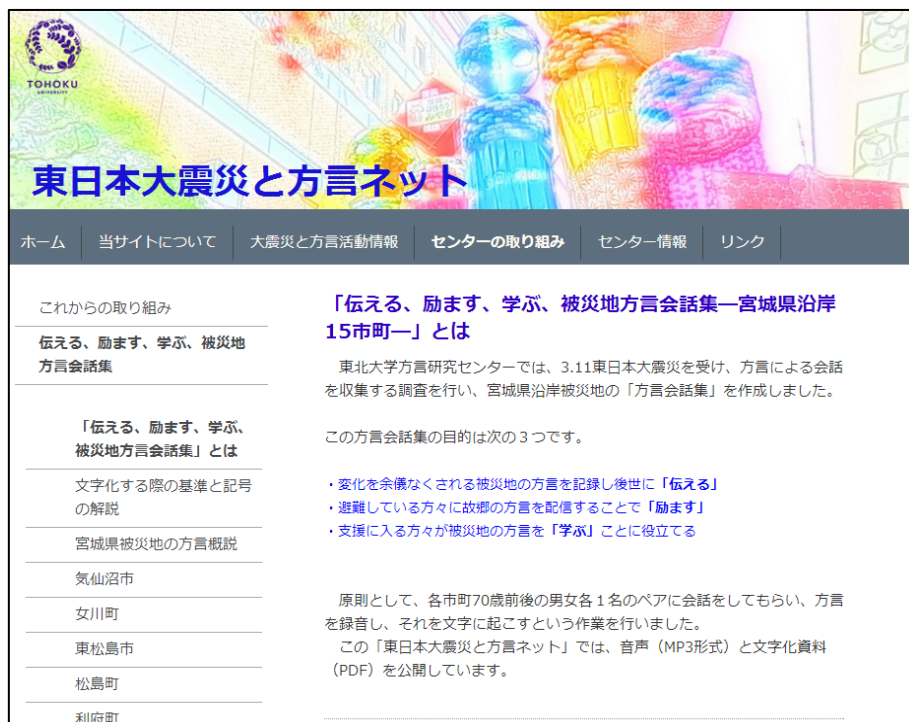 TOHOKU
UNIVERSITY
東日本大震災と方言ネット
ホーム
当サイトについて
大震災と方言活動情報
センターの取り組み
センター情報
リンク
これからの取り組み
伝える、励ます、学ぶ、被災地
方言会話集
「伝える、励ます、学ぶ、
被災地方言会話集」とは
文字化する際の基準と記号
の解説
宮城県被災地の方言概説
気仙沼市
女川町
東松島市
松島町
利府町
「伝える、励ます、学ぶ、被災地方言会話集―宮城県沿岸
15市町―」とは
東北大学方言研究センターでは、3.11東日本大震災を受け、方言による会話
を収集する調査を行い、宮城県沿岸被災地の「方言会話集」を作成しました。
この方言会話集の目的は次の３つです。
・変化を余儀なくされる被災地の方言を記録し後世に「伝える」
・避難している方々に故郷の方言を配信することで「励ます」
・支援に入る方々が被災地の方言を「学ぶ」ことに役立てる
原則として、各市町70歳前後の男女各１名のペアに会話をしてもらい、方言
を録音し、それを文字に起こすという作業を行いました。
この「東日本大震災と方言ネット」では、音声（MP3形式）と文字化資料
（PDF）を公開しています。